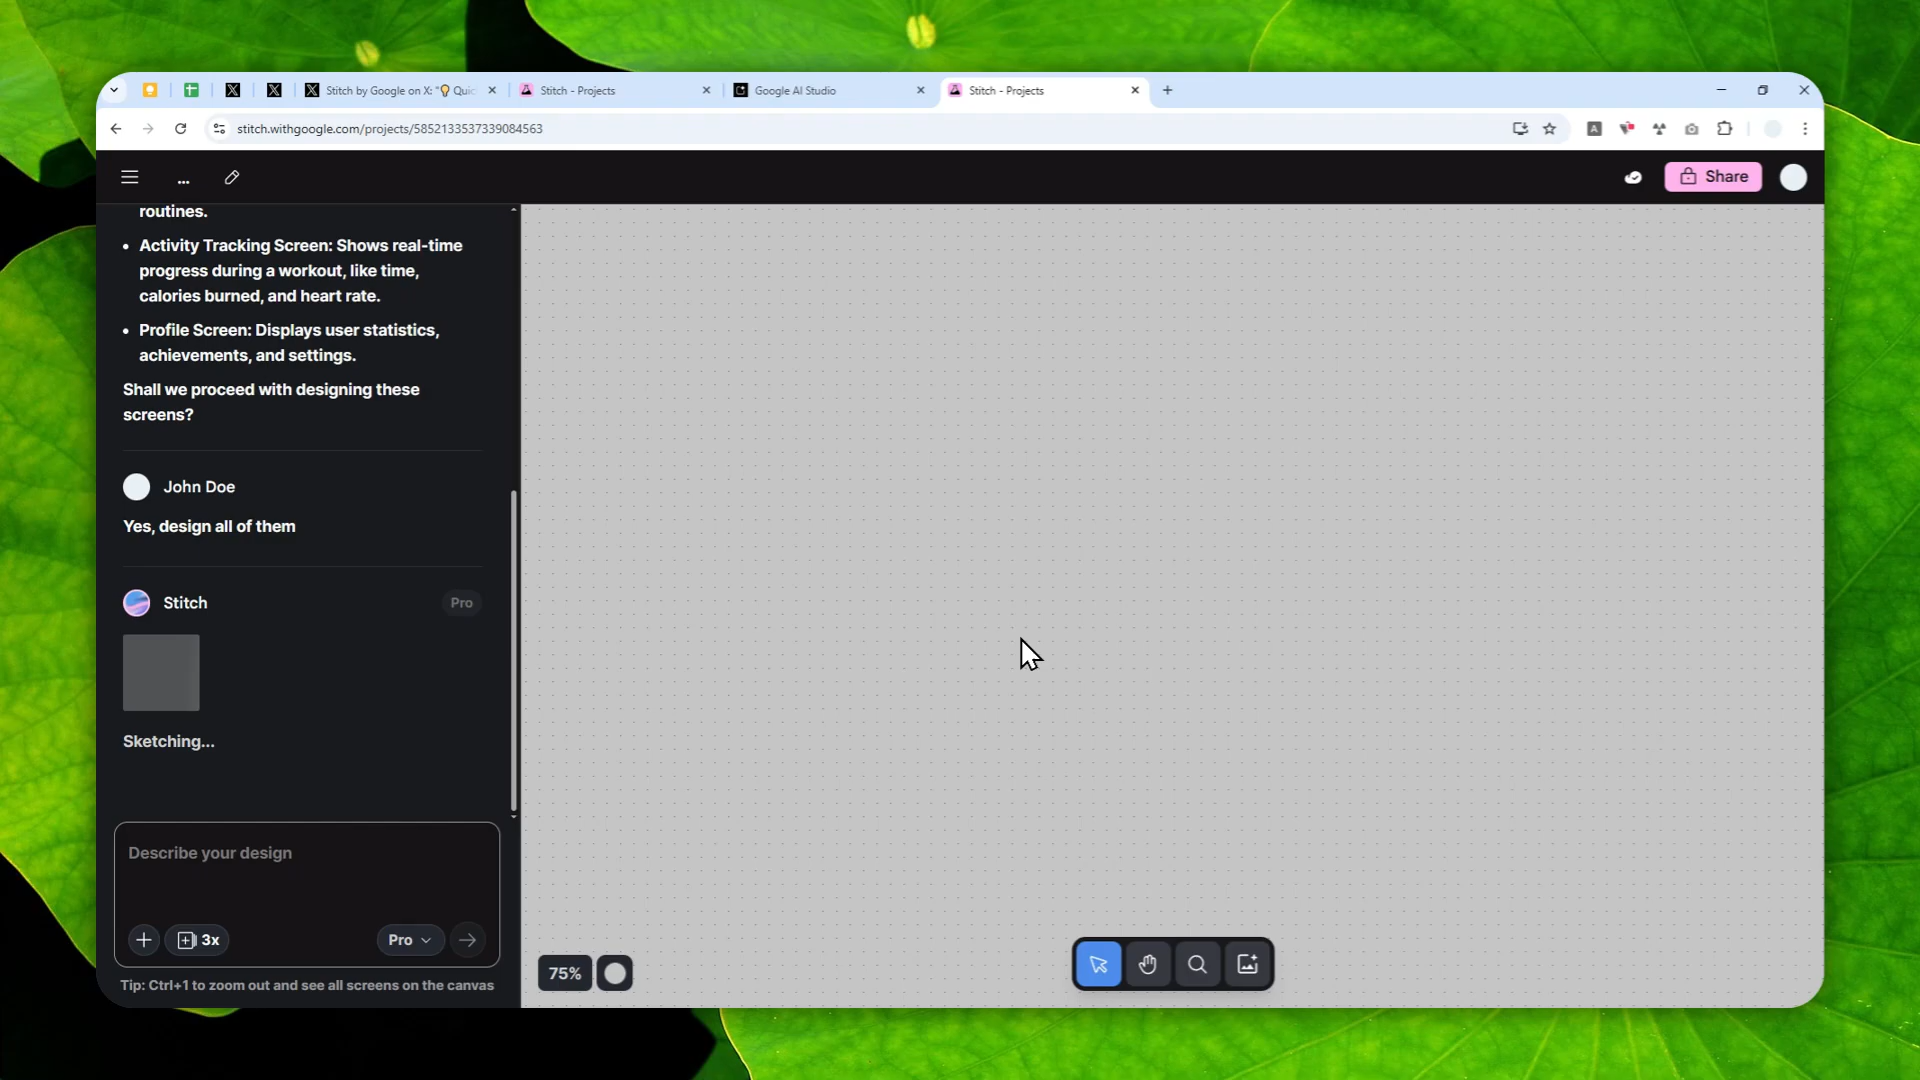 Stitch by Google on X: "💡 Quic
Stitch - Projects
Google AI Studio
Stitch - Projects
stitch.withgoogle.com/projects/5852133537339084563
A
...
Share
routines.
• Activity Tracking Screen: Shows real-time
progress during a workout, like time,
calories burned, and heart rate.
• Profile Screen: Displays user statistics,
achievements, and settings.
Shall we proceed with designing these
screens?
John Doe
Yes, design all of them
Stitch
Pro
Sketching...
Describe your design
3x
Pro
Tip: Ctrl+1 to zoom out and see all screens on the canvas
75%